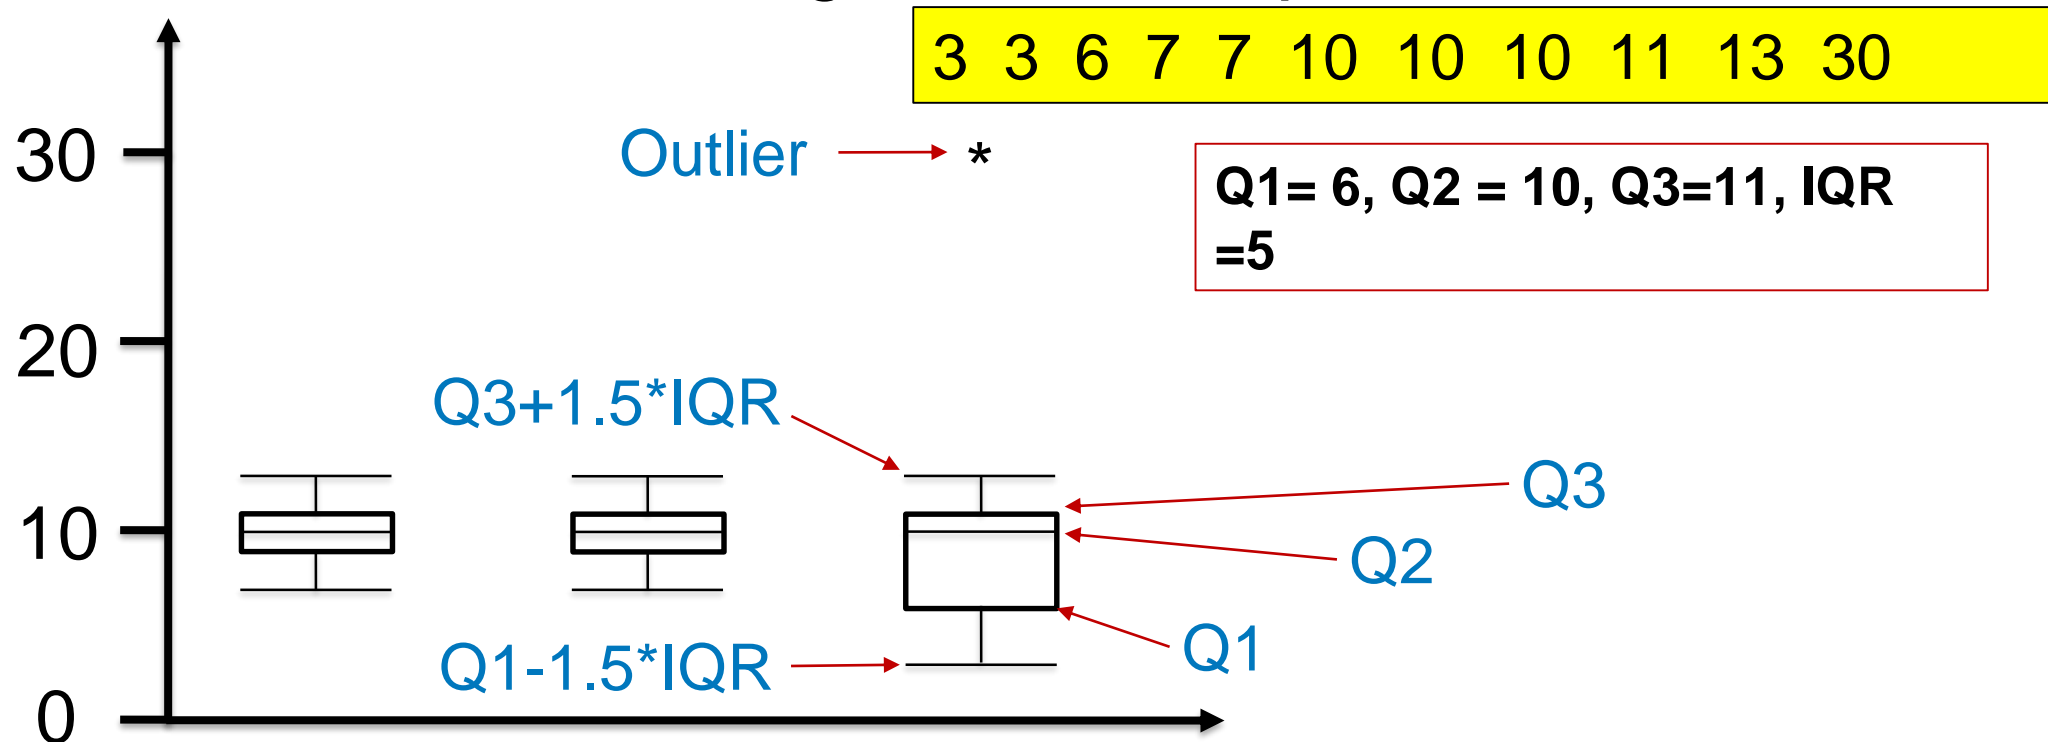 3 3 6 7 7 10 10 10 11 13 30
30
Outlier
*
Q1= 6, Q2 = 10, Q3=11, IQR
=5
20
Q3+1.5*IQR
Q3
10
Q2
Q1
Q1-1.5*IQR
0